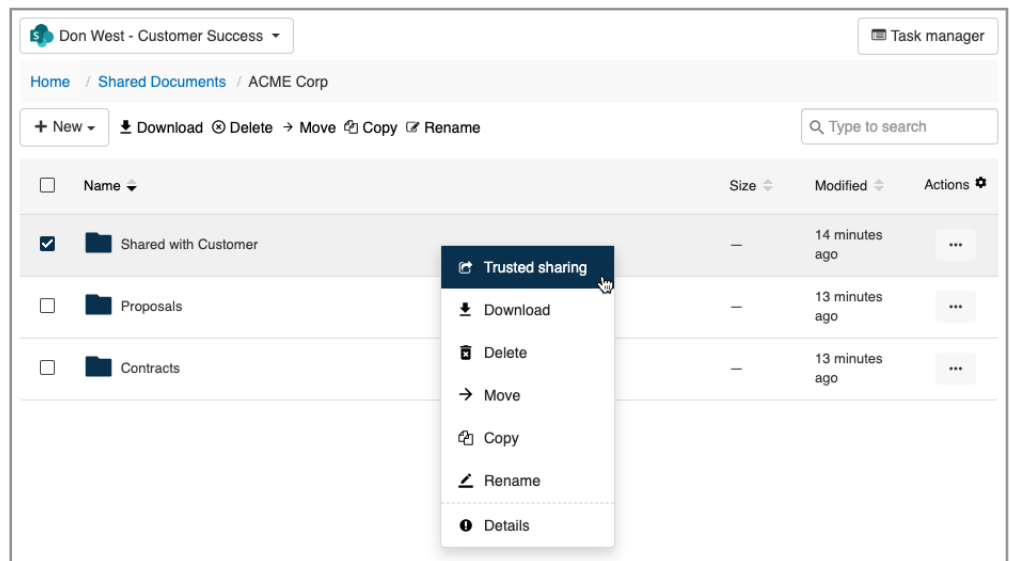 Don West - Customer Success
Task manager
Home / Shared Documents / ACME Corp
+ New Download Delete Move Copy Rename
Type to search
Name Size Modified Actions
Shared with Customer — 14 minutes
ago
Proposals — 13 minutes
ago
Contracts — 13 minutes
ago
Trusted sharing
Download
Delete
Move
Copy
Rename
Details